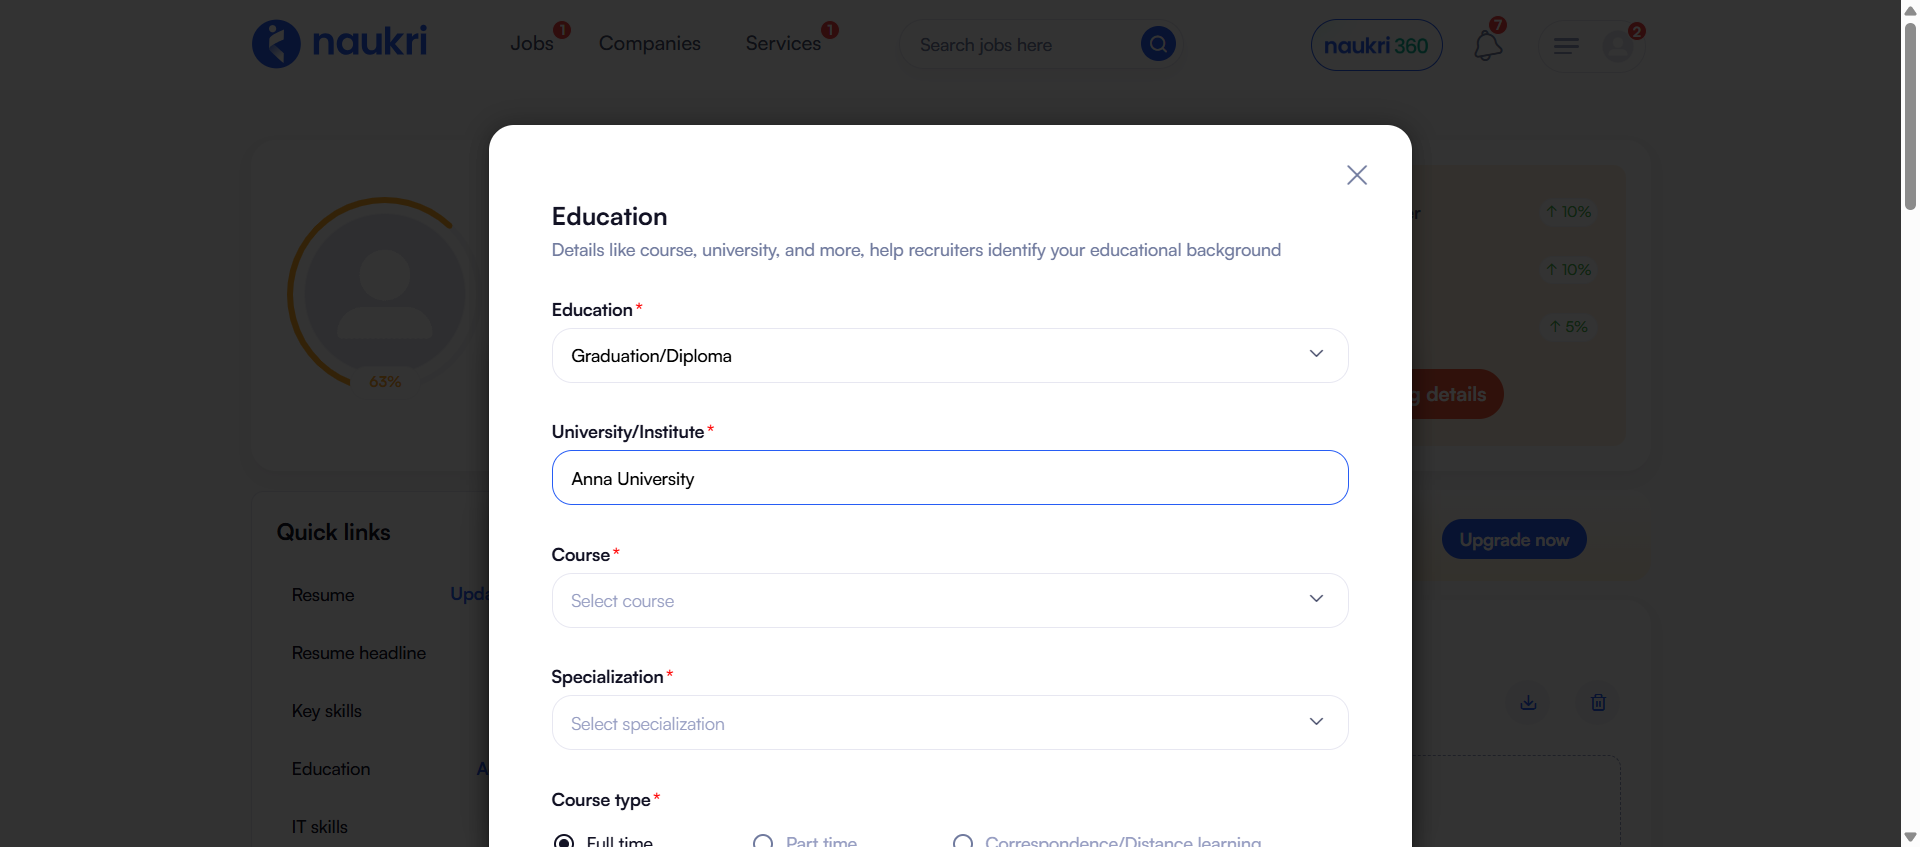 naukri
Jobs 1
Companies
Services 1
Search jobs here
naukri 360
7
2
Education
Details like course, university, and more, help recruiters identify your educational background
Education*
Graduation/Diploma
University/Institute*
Anna University
Course*
Select course
Specialization*
Select specialization
Course type*
Full time
Part time
Correspondence/Distance learning
63%
Quick links
Resume
Resume headline
Key skills
Education
IT skills
↑ 10%
↑ 10%
↑ 5%
details
Upgrade now